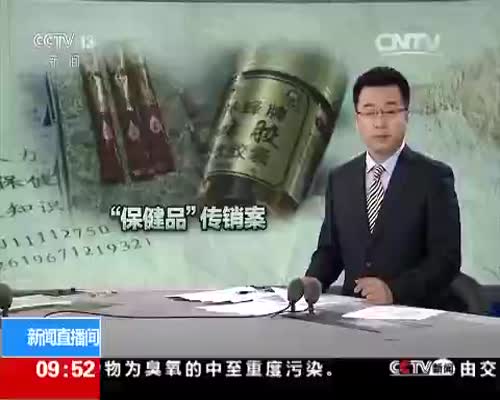 CCTV 13
新闻
CNTV
保健
知识
"保健品"传销案
新闻直播间
09:52
物为臭氧的中至重度污染。
CCTV新闻
由交